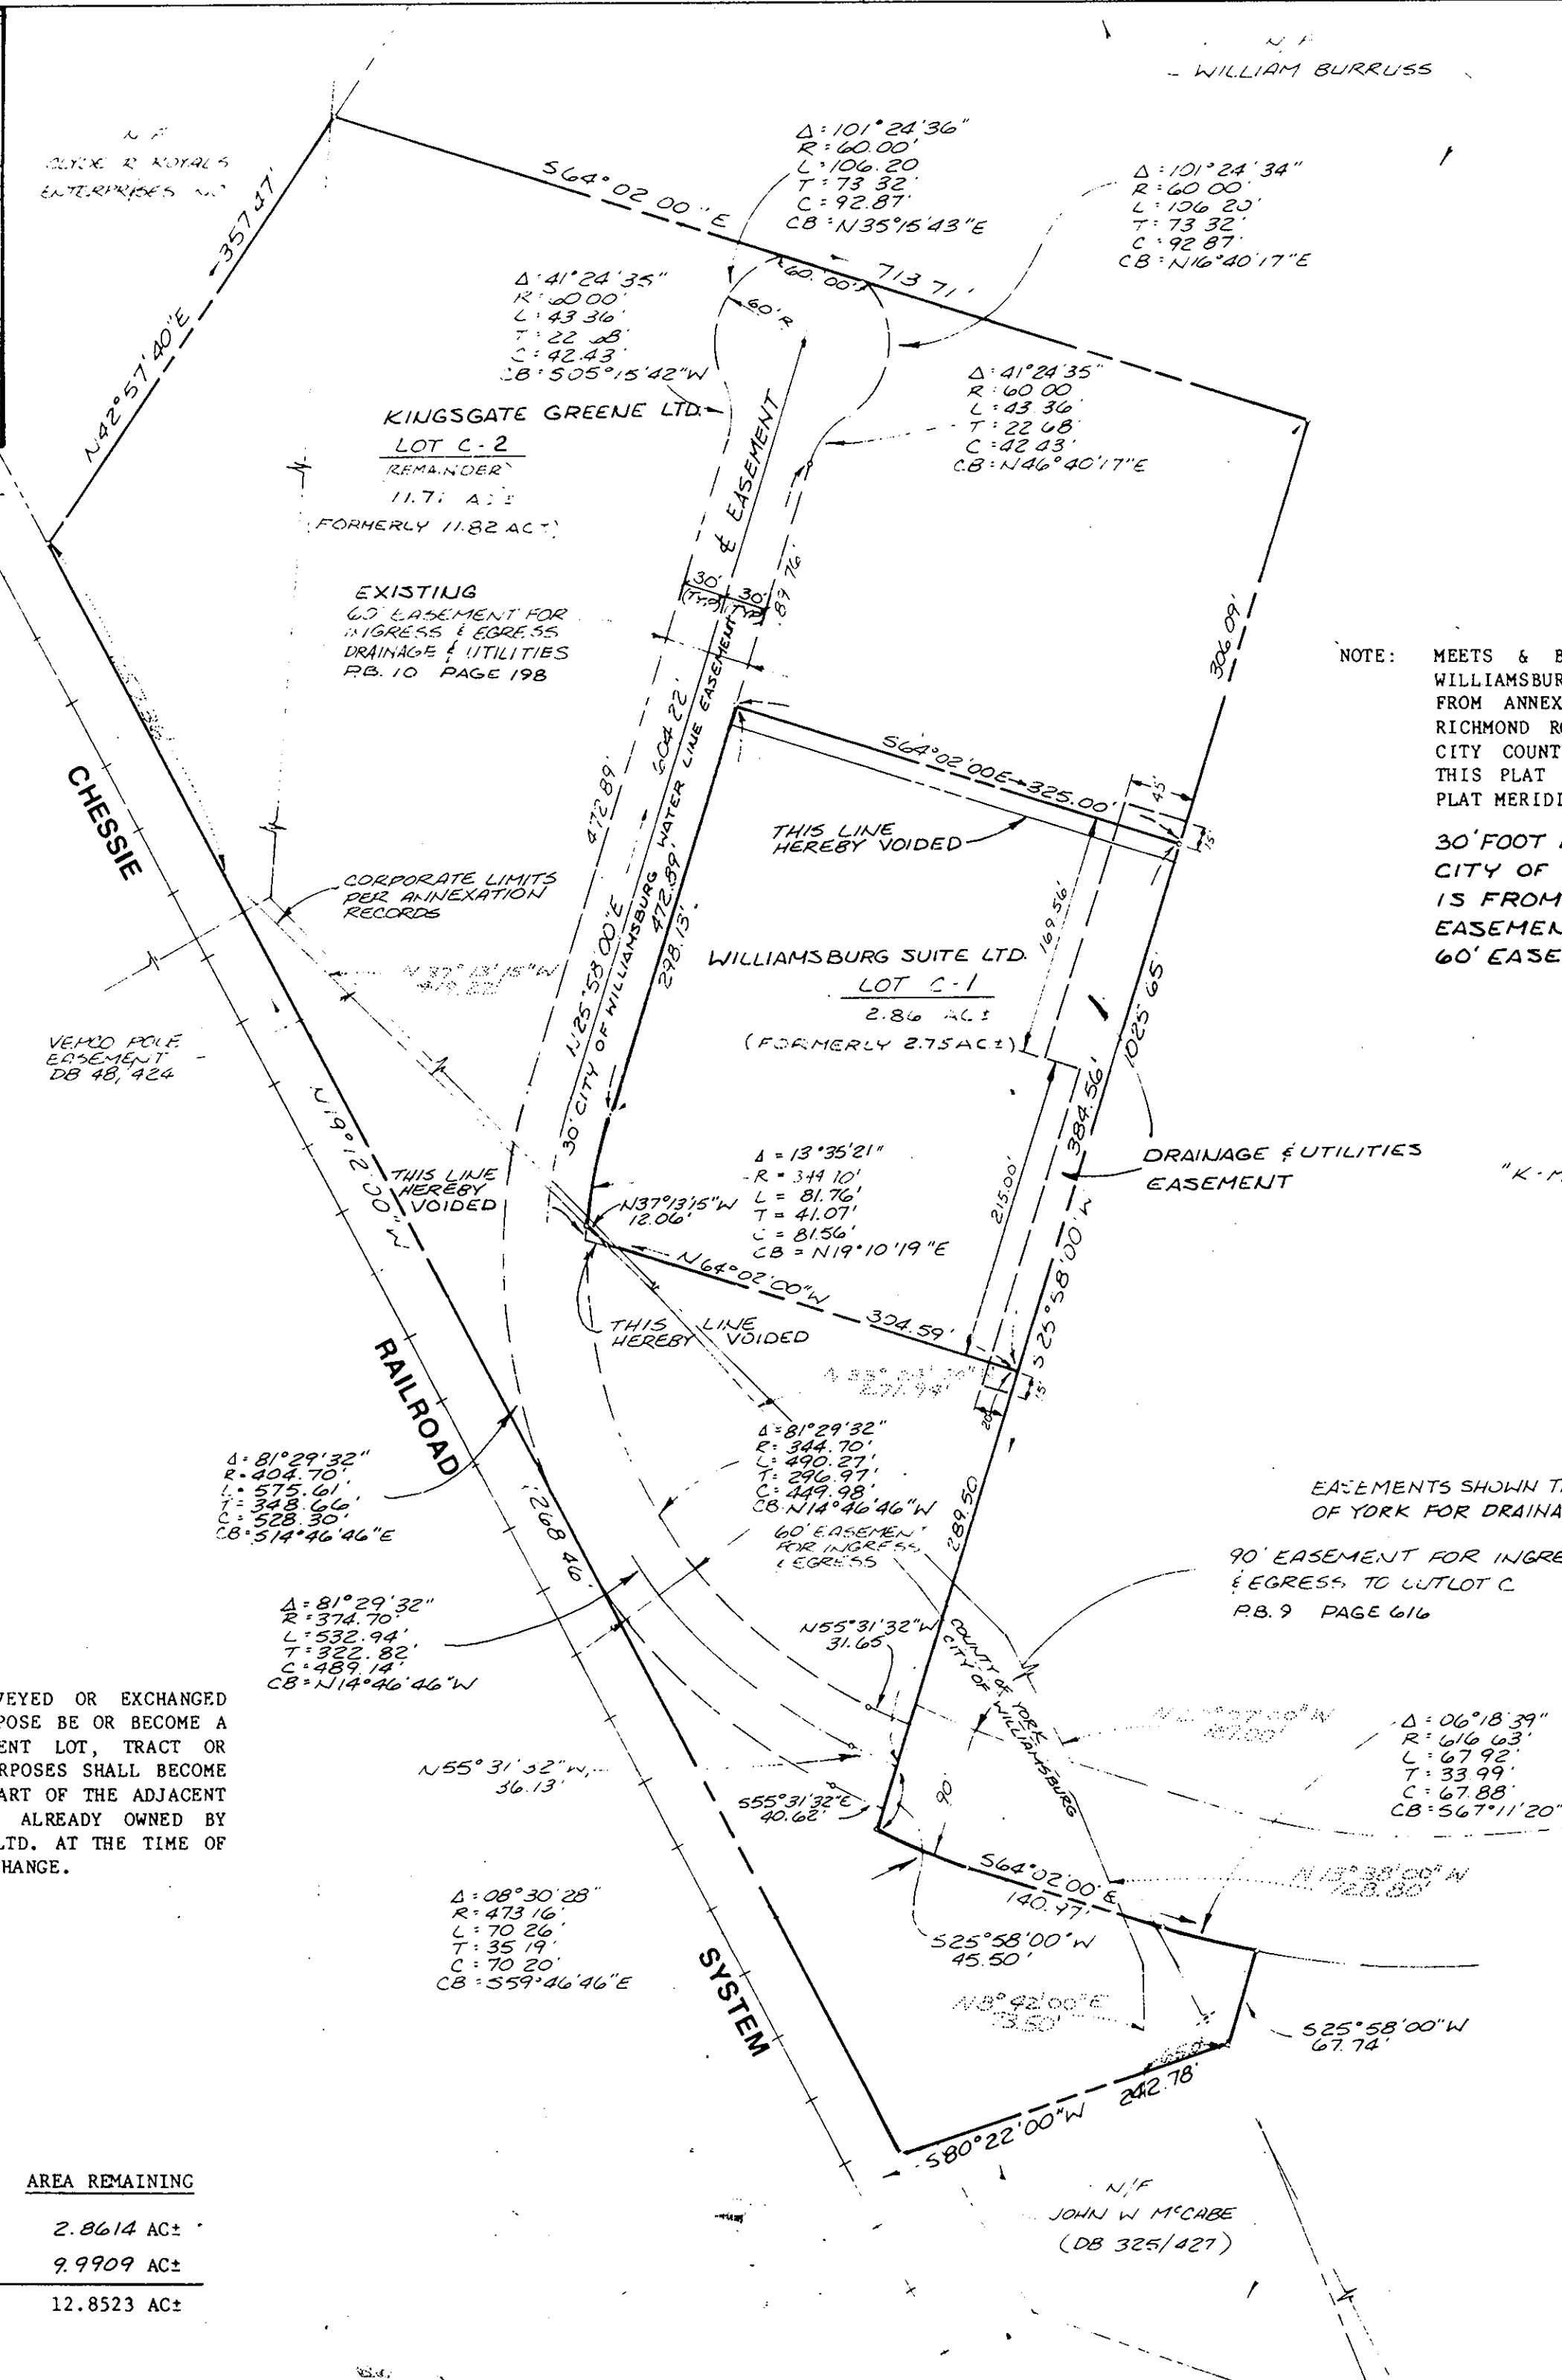 WILLIAM BURRUSS
ENTERPRISES
N42°57'40"E
357.47'
S64°02'00"E
713.71'
Δ=101°24'36"
R=60.00'
L=106.20
T=73.32'
C=92.87'
CB=N35°15'43"E
Δ=101°24'34"
R=60.00'
L=106.20'
T=73.32'
C=92.87'
CB=N16°40'17"E
60.00'
60'R
Δ=41°24'35"
R=60.00'
L=43.36'
T=22.68'
C=42.43'
CB=S05°15'42"W
Δ=41°24'35"
R=60.00
L=43.36'
T=22.68'
C=42.43'
CB=N46°40'17"E
KINGSGATE GREENE LTD.
LOT C-2
REMAINDER
11.71 AC±
(FORMERLY 11.82 AC±)
EXISTING
60' EASEMENT FOR
INGRESS & EGRESS
DRAINAGE & UTILITIES
P.B. 10 PAGE 198
℄ EASEMENT
30'
(TYP)
30'
(TYP)
89.76'
306.09'
NOTE: MEETS & B
WILLIAMSBUR
FROM ANNEX
RICHMOND RO
CITY COUNT
THIS PLAT
PLAT MERIDI
30' FOOT
CITY OF
IS FROM
EASEMEN
60' EASE
CHESSIE
RAILROAD
SYSTEM
CORPORATE LIMITS
PER ANNEXATION
RECORDS
N37°13'15"W
VEPCO POLE
EASEMENT
DB 48, 424
N19°12'20"W
1268.46'
472.89'
N25°58'00"E
604.22'
30' CITY OF WILLIAMSBURG WATER LINE EASEMENT
472.89'
298.13'
S64°02'00E
325.00'
45'
15'
THIS LINE
HEREBY VOIDED
WILLIAMSBURG SUITE LTD.
LOT C-1
2.86 AC±
(FORMERLY 2.75 AC±)
169.56'
1025.65'
384.56'
215.00'
S25°58'00"W
DRAINAGE & UTILITIES
EASEMENT
"K-M
THIS LINE
HEREBY
VOIDED
N37°13'15"W
12.06'
Δ=13°35'21"
R=344.10'
L=81.76'
T=41.07'
C=81.56'
CB=N19°10'19"E
N64°02'00"W
304.59'
THIS LINE
HEREBY VOIDED
15'
20'
Δ=81°29'32"
R=404.70'
L=575.61'
T=348.66'
C=528.30'
CB=S14°46'46"E
Δ=81°29'32"
R=344.70'
L=490.27'
T=296.97'
C=449.98'
CB=N14°46'46"W
60' EASEMENT
FOR INGRESS
& EGRESS
289.50
EASEMENTS SHOWN T
OF YORK FOR DRAINA
90' EASEMENT FOR INGRE
& EGRESS TO OUTLOT C
P.B. 9 PAGE 616
Δ=81°29'32"
R=374.70'
L=532.94'
T=322.82'
C=489.14'
CB=N14°46'46"W
N55°31'32"W
31.65'
COUNTY OF YORK
CITY OF WILLIAMSBURG
VEYED OR EXCHANGED
POSE BE OR BECOME A
ENT LOT, TRACT OR
RPOSES SHALL BECOME
ART OF THE ADJACENT
ALREADY OWNED BY
LTD. AT THE TIME OF
HANGE.
N55°31'32"W
36.13'
S55°31'32"E
40.62'
90'
Δ=06°18'39"
R=616.63'
L=67.92'
T=33.99'
C=67.88'
CB=S67°11'20"
S64°02'00"E
140.97'
N13°38'00"W
128.80'
Δ=08°30'28"
R=473.16'
L=70.26'
T=35.19'
C=70.20'
CB=S59°46'46"E
S25°58'00"W
45.50'
N8°42'00"E
73.50'
S25°58'00"W
67.74'
S80°22'00"W
242.78'
N/F
JOHN W McCABE
(DB 325/427)
AREA REMAINING
2.8614 AC±
9.9909 AC±
12.8523 AC±